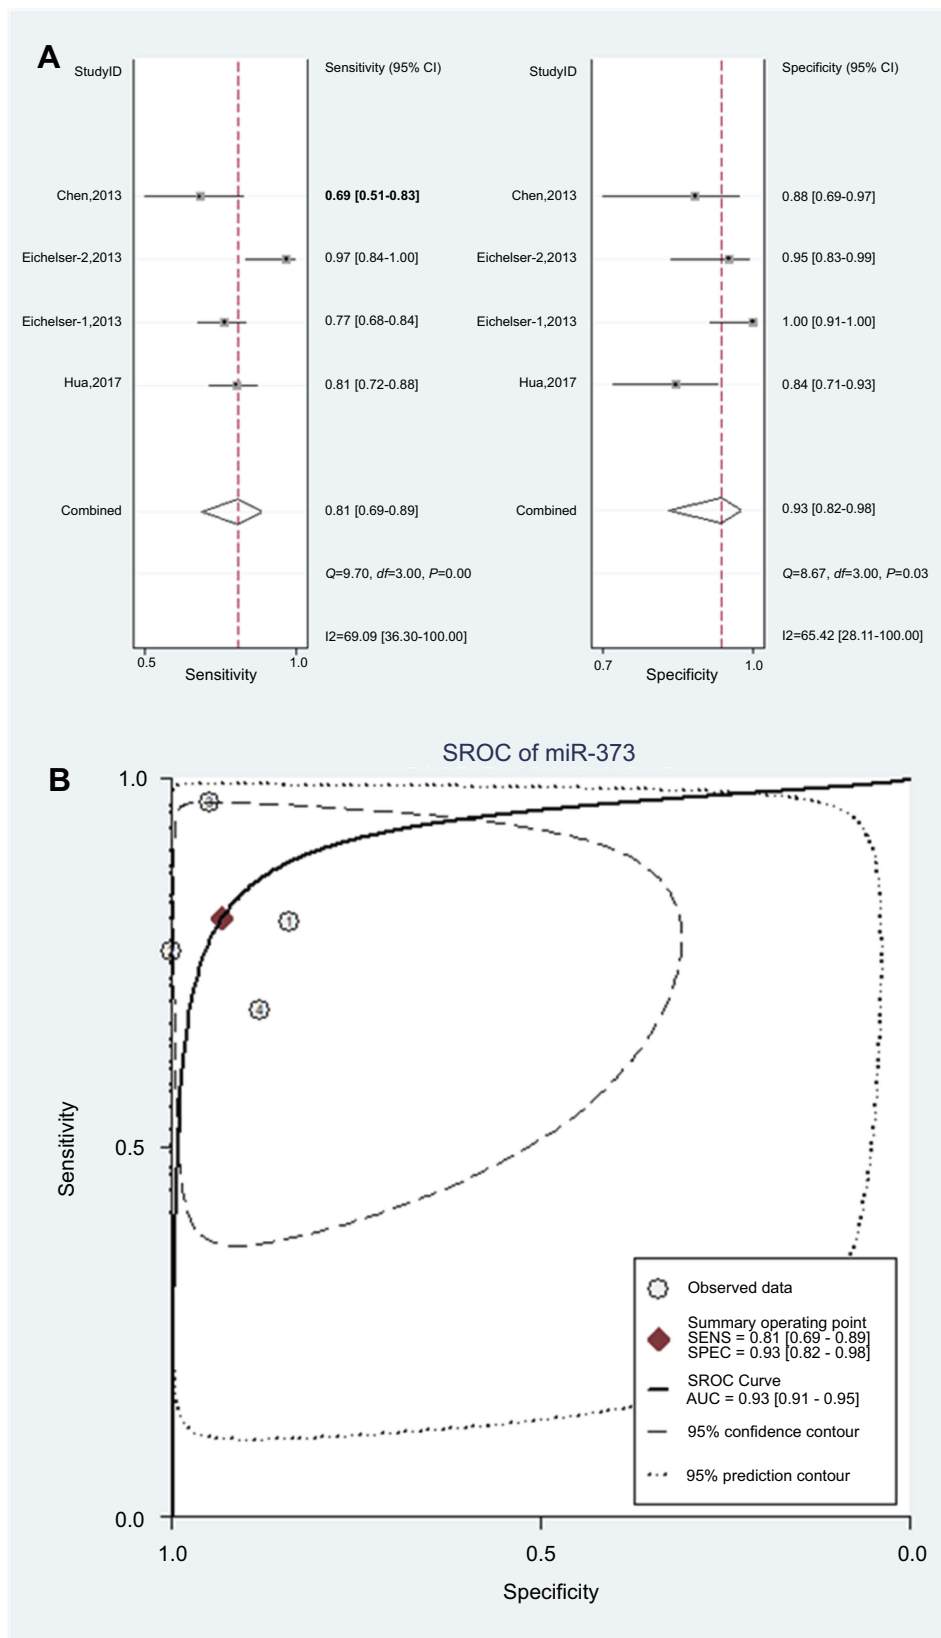 A
StudyID
Sensitivity (95% CI)
Chen,2013
0.69 [0.51-0.83]
Eichelser-2,2013
0.97 [0.84-1.00]
Eichelser-1,2013
0.77 [0.68-0.84]
Hua,2017
0.81 [0.72-0.88]
Combined
0.81 [0.69-0.89]
Q=9.70, df=3.00, P=0.00
I2=69.09 [36.30-100.00]
0.5 1.0
Sensitivity
StudyID
Specificity (95% CI)
Chen,2013
0.88 [0.69-0.97]
Eichelser-2,2013
0.95 [0.83-0.99]
Eichelser-1,2013
1.00 [0.91-1.00]
Hua,2017
0.84 [0.71-0.93]
Combined
0.93 [0.82-0.98]
Q=8.67, df=3.00, P=0.03
I2=65.42 [28.11-100.00]
0.7 1.0
Specificity
B
SROC of miR-373
1.0
0.5
0.0
Sensitivity
3
1
2
4
Observed data
Summary operating point
SENS = 0.81 [0.69 - 0.89]
SPEC = 0.93 [0.82 - 0.98]
SROC Curve
AUC = 0.93 [0.91 - 0.95]
95% confidence contour
95% prediction contour
1.0 0.5 0.0
Specificity